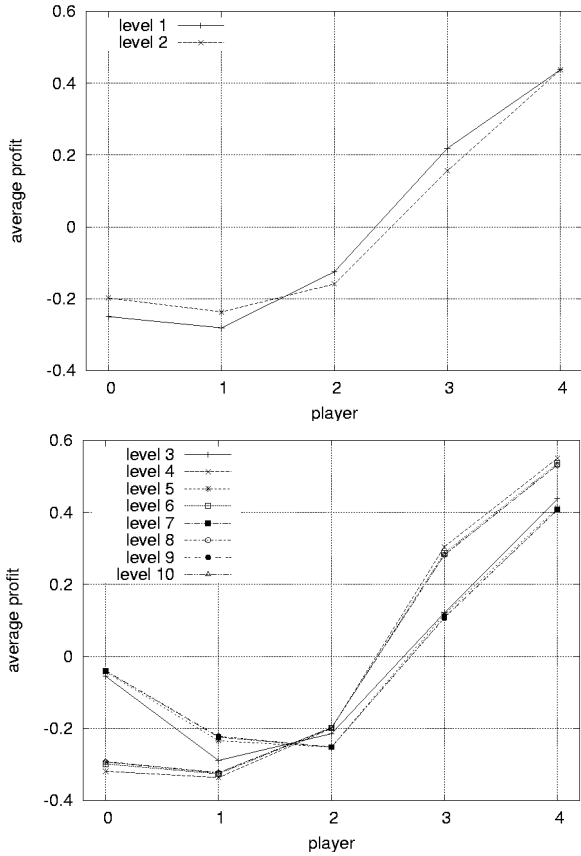 0.6
level 1
level 2
0.4
0.2
0
-0.2
-0.4
average profit
0 1 2 3 4
player
0.6
level 3
level 4
level 5
level 6
level 7
level 8
level 9
level 10
0.4
0.2
0
-0.2
-0.4
average profit
0 1 2 3 4
player